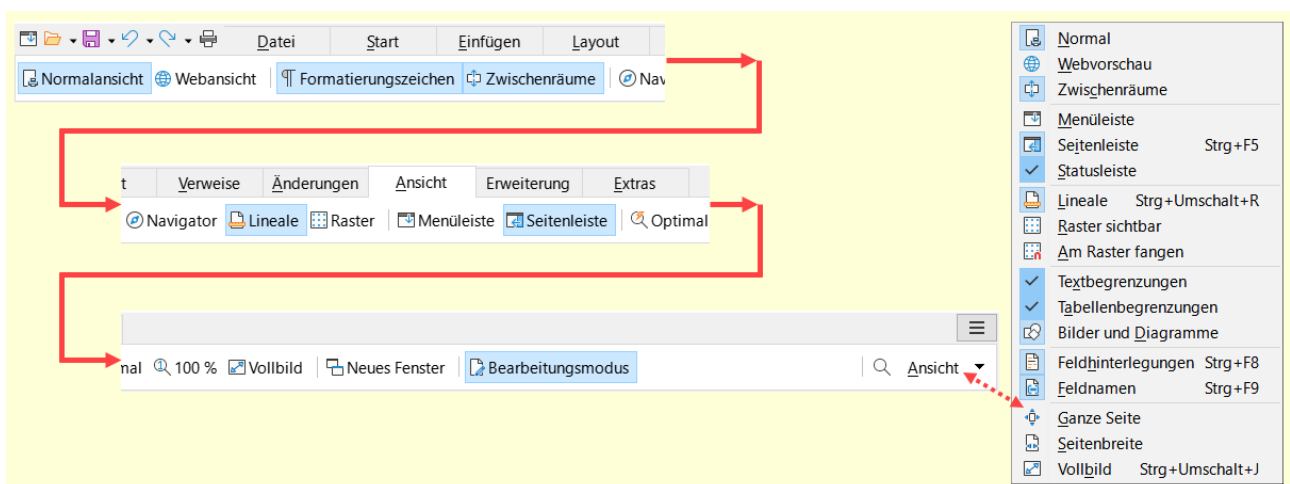 Datei Start Einfügen Layout
Normalansicht Webansicht Formatierungszeichen Zwischenräume Nav
t Verweise Änderungen Ansicht Erweiterung Extras
Navigator Lineale Raster Menüleiste Seitenleiste Optimal
nal 100 % Vollbild Neues Fenster Bearbeitungsmodus Ansicht
Normal
Webvorschau
Zwischenräume
Menüleiste
Seitenleiste Strg+F5
Statusleiste
Lineale Strg+Umschalt+R
Raster sichtbar
Am Raster fangen
Textbegrenzungen
Tabellenbegrenzungen
Bilder und Diagramme
Feldhinterlegungen Strg+F8
Feldnamen Strg+F9
Ganze Seite
Seitenbreite
Vollbild Strg+Umschalt+J